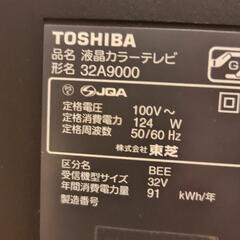 TOSHIBA
品名 液晶カラーテレビ
形名 32A9000
JQA
定格電圧 100V～
定格消費電力 124 W
定格周波数 50/60 Hz
株式会社 東芝
区分名 BEE
受信機型サイズ 32V
年間消費電力量 91 kWh/年
製造番号
G